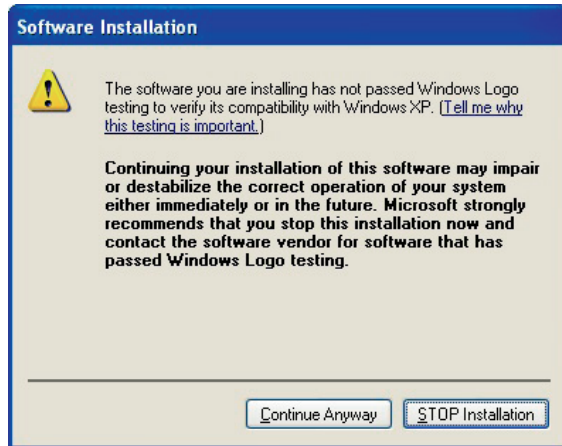 Software Installation
The software you are installing has not passed Windows Logo
testing to verify its compatibility with Windows XP. (Tell me why
this testing is important.)
Continuing your installation of this software may impair
or destabilize the correct operation of your system
either immediately or in the future. Microsoft strongly
recommends that you stop this installation now and
contact the software vendor for software that has
passed Windows Logo testing.
Continue Anyway
STOP Installation